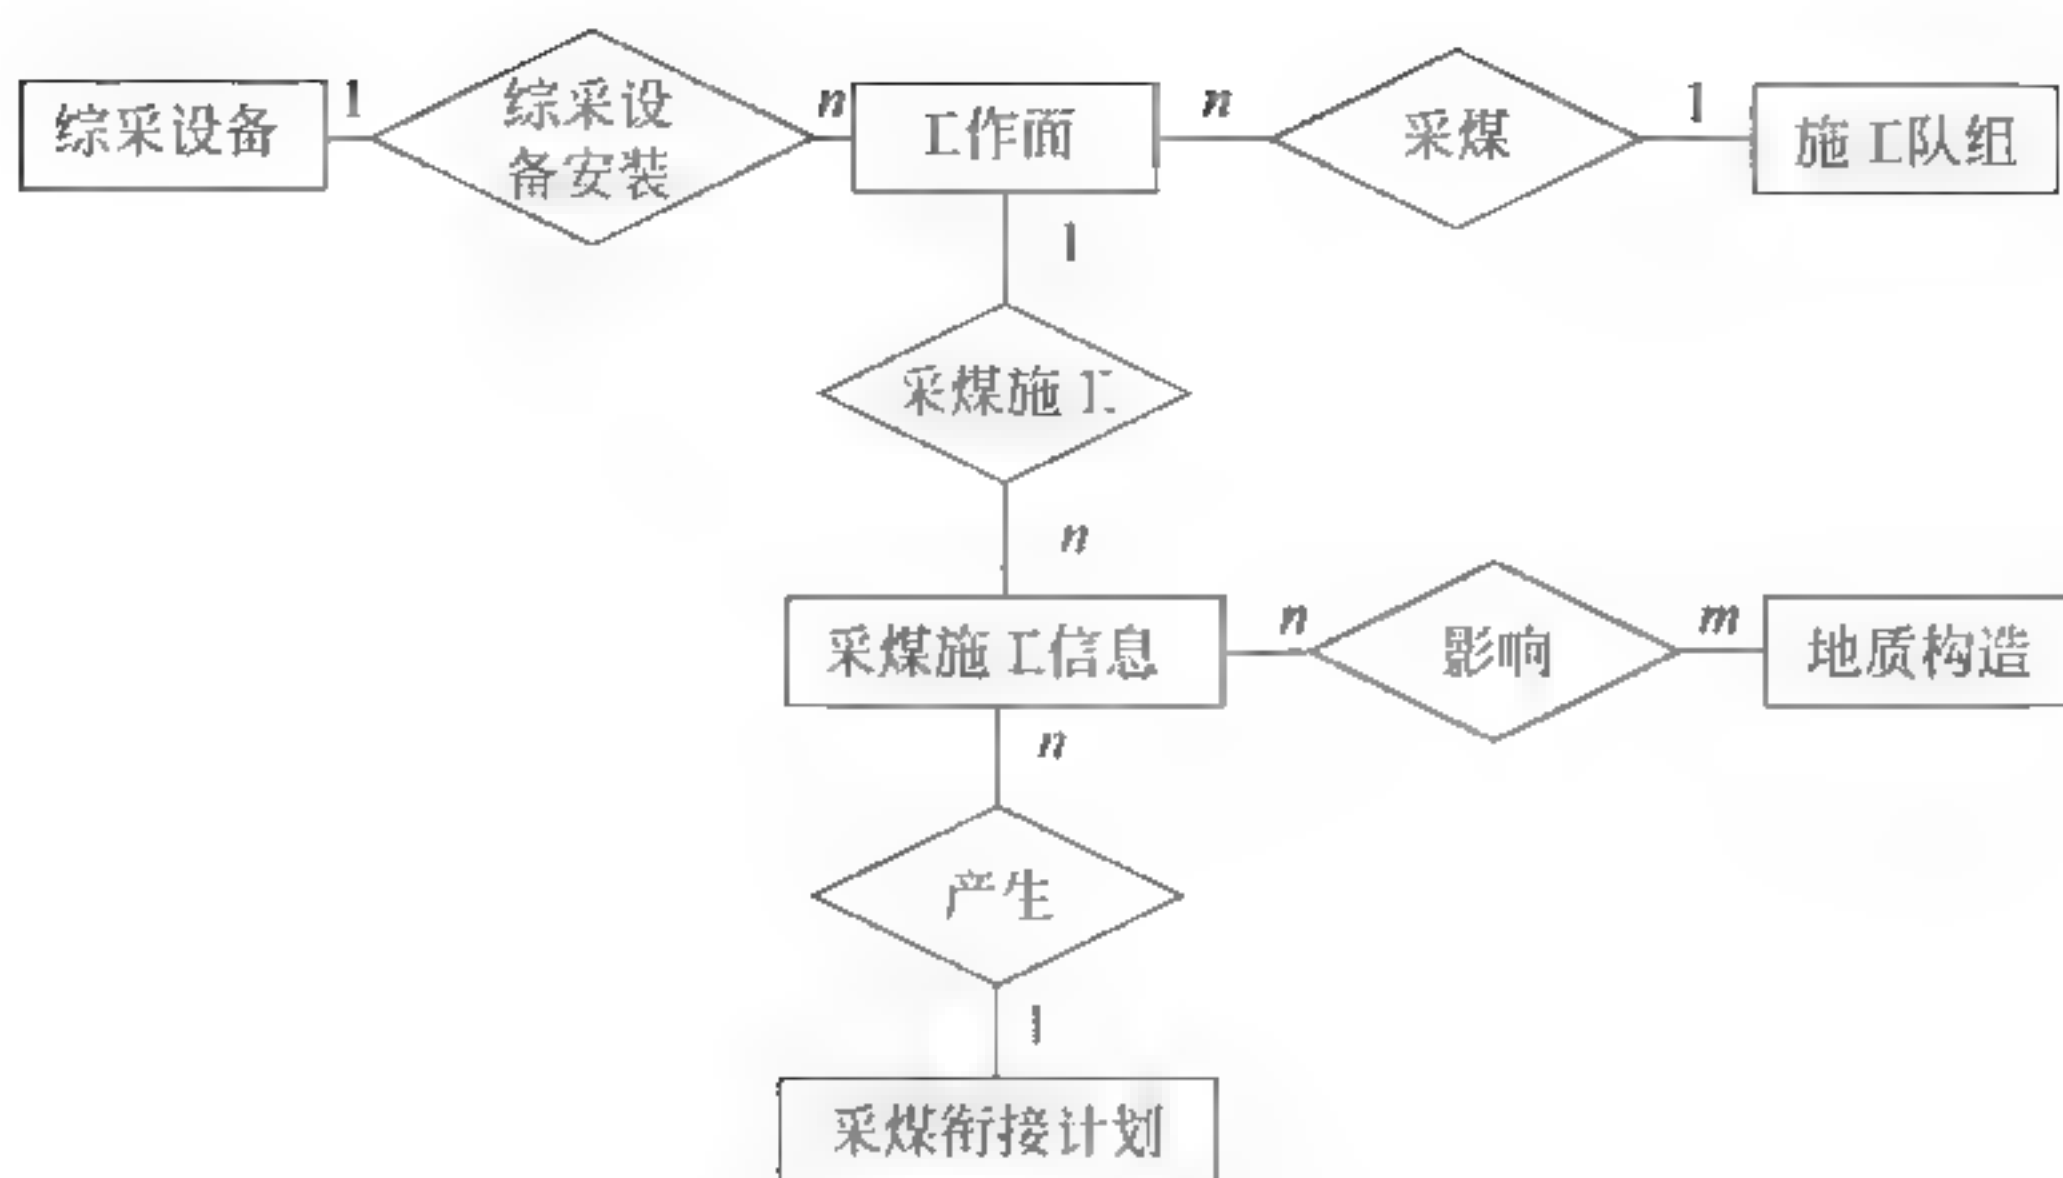 综采设备
1
综采设
备安装
n
工作面
n
采煤
1
施工队组
1
采煤施工
n
采煤施工信息
n
影响
m
地质构造
n
产生
1
采煤衔接计划